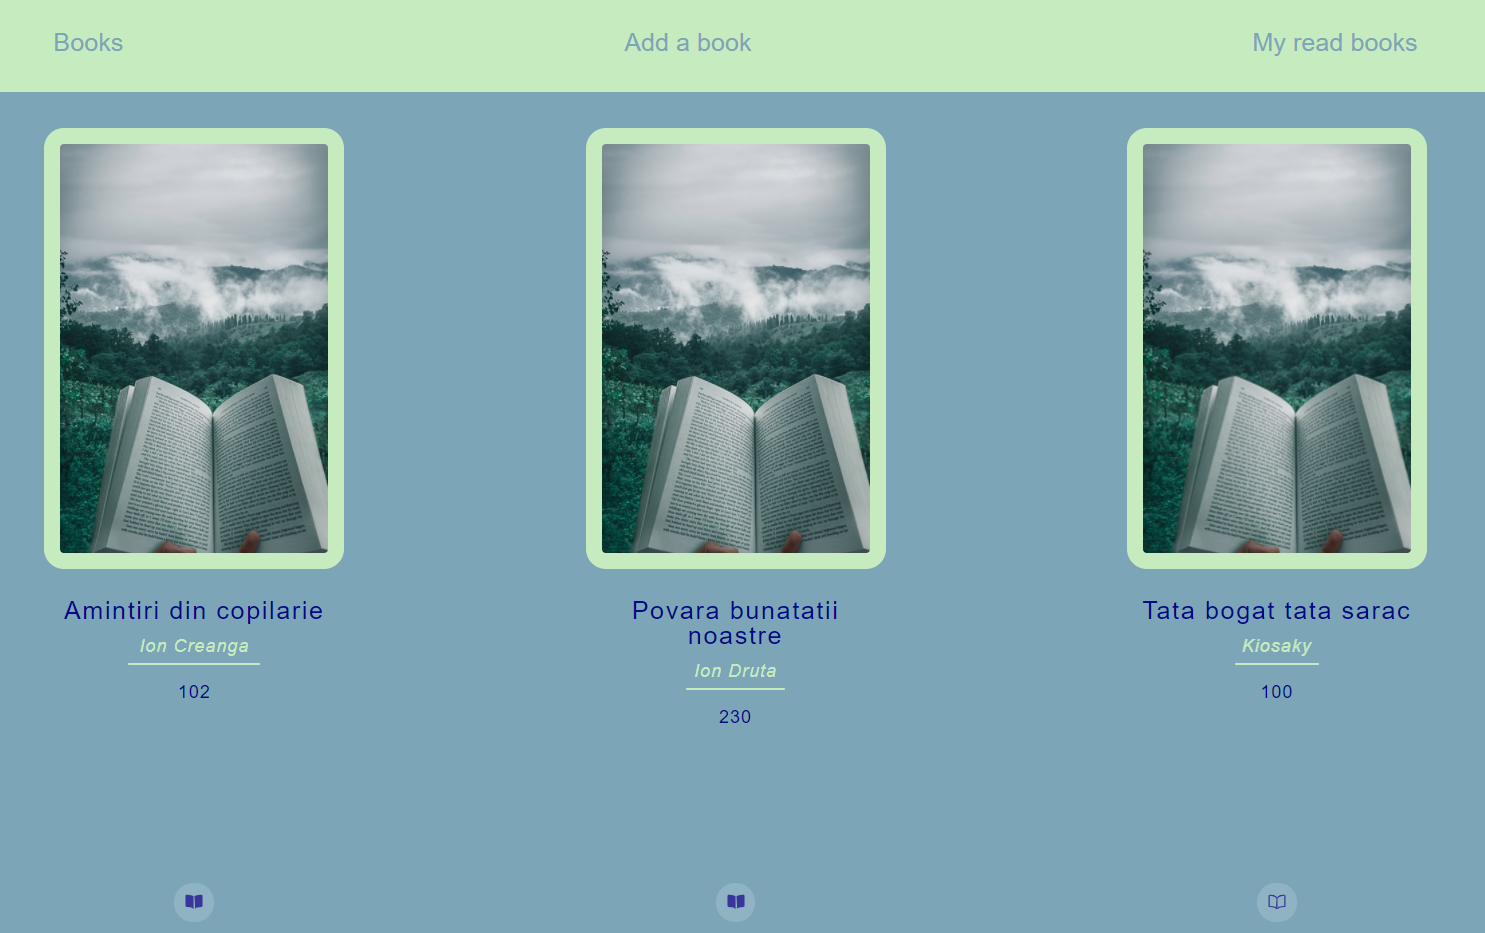 Books
Add a book
My read books
Amintiri din copilarie
Ion Creanga
102
Povara bunatatii
noastre
Ion Druta
230
Tata bogat tata sarac
Kiosaky
100